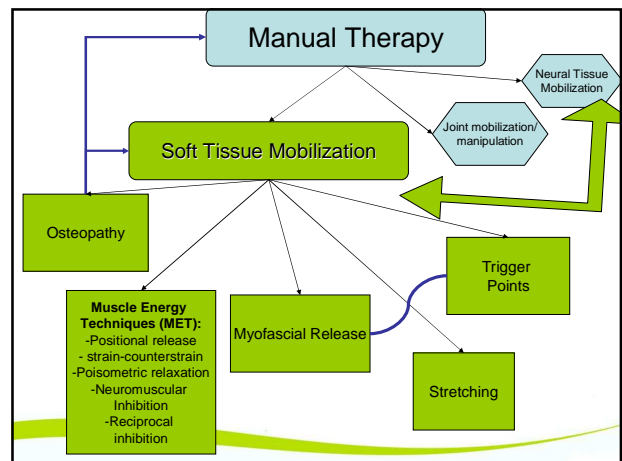 Manual Therapy
Neural Tissue
Mobilization
Joint mobilization/
manipulation
Soft Tissue Mobilization
Osteopathy
Trigger
Points
Muscle Energy
Techniques (MET):
-Positional release
- strain-counterstrain
-Poisometric relaxation
-Neuromuscular
Inhibition
-Reciprocal
inhibition
Myofascial Release
Stretching